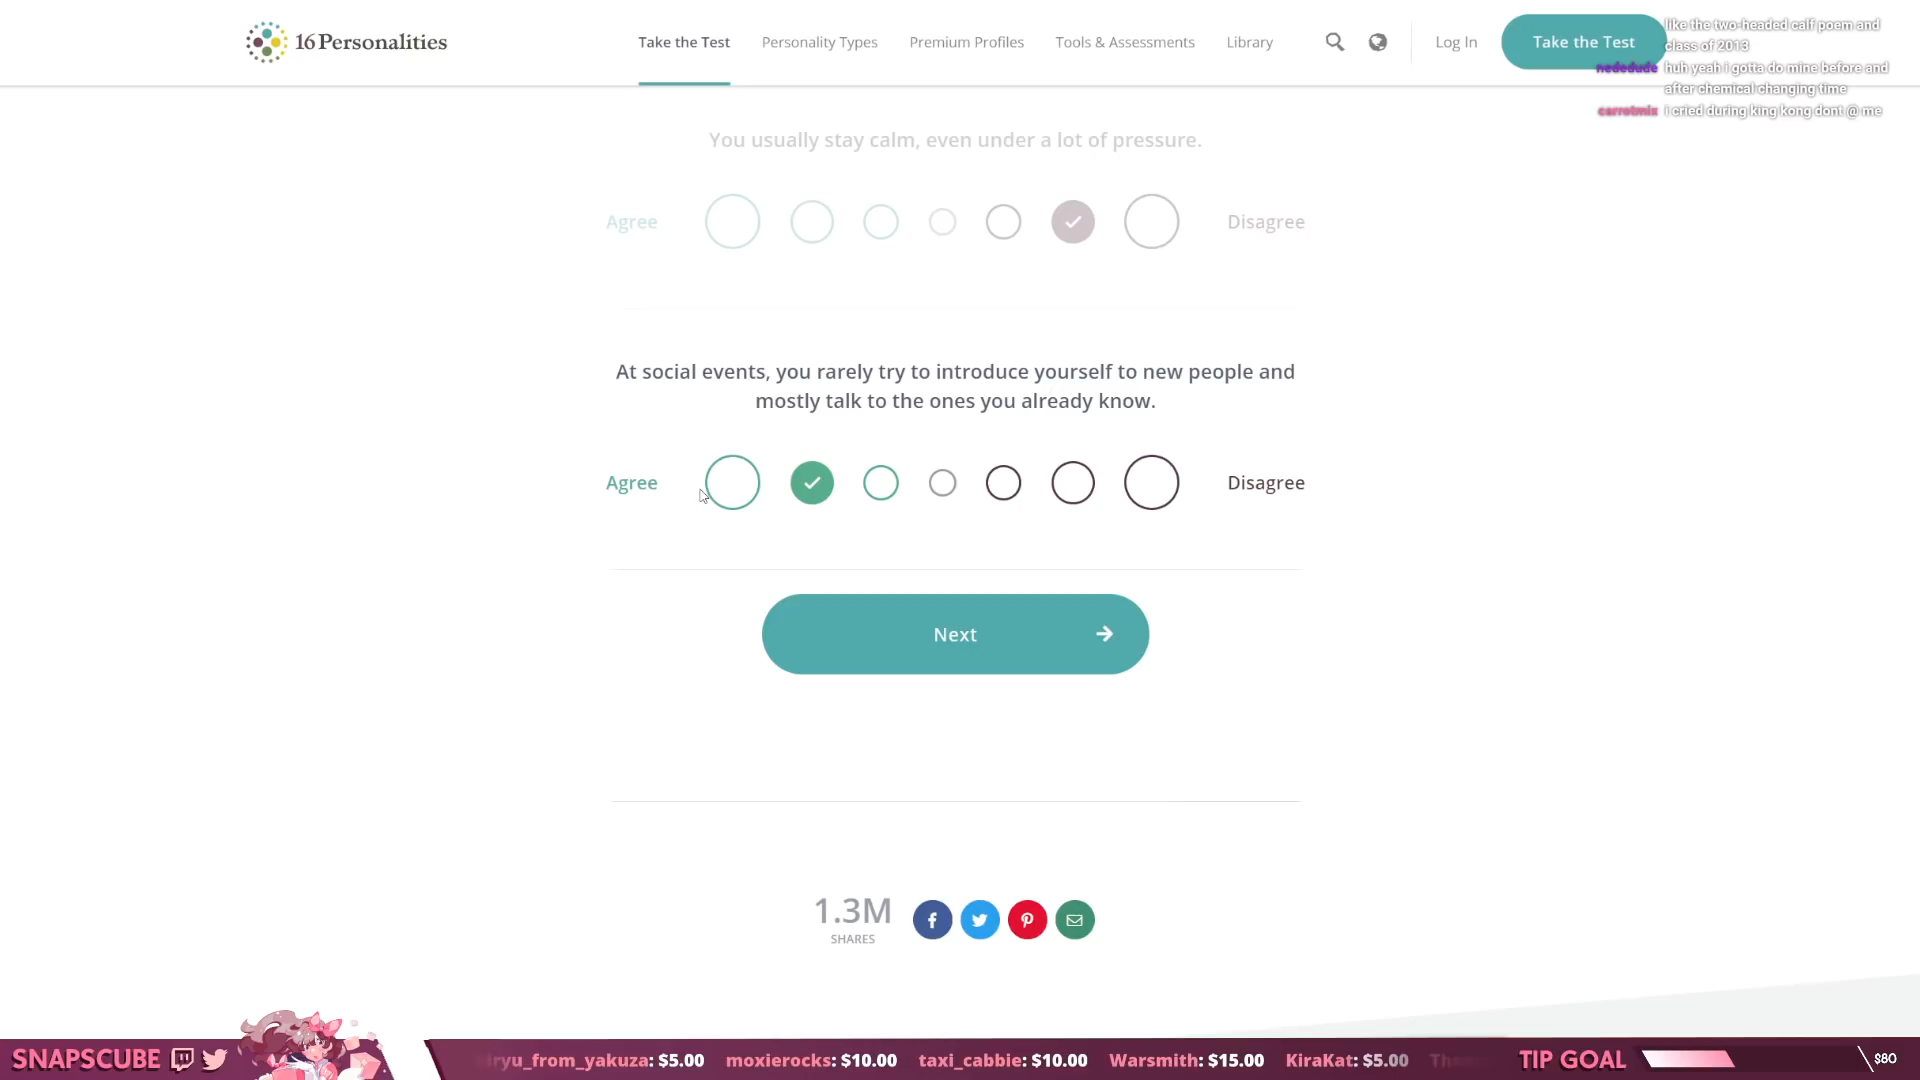 16Personalities
Take the Test
Personality Types
Premium Profiles
Tools & Assessments
Library
Log In
Take the Test
like the two-headed calf poem and
class of 2013
nededude huh yeah i gotta do mine before and
after chemical changing time
carrotmix i cried during king kong dont @ me
You usually stay calm, even under a lot of pressure.
Agree
Disagree
At social events, you rarely try to introduce yourself to new people and
mostly talk to the ones you already know.
Agree
Disagree
Next
1.3M
SHARES
SNAPSCUBE
iryu_from_yakuza: $5.00 moxierocks: $10.00 taxi_cabbie: $10.00 Warsmith: $15.00 KiraKat: $5.00
TIP GOAL
$80